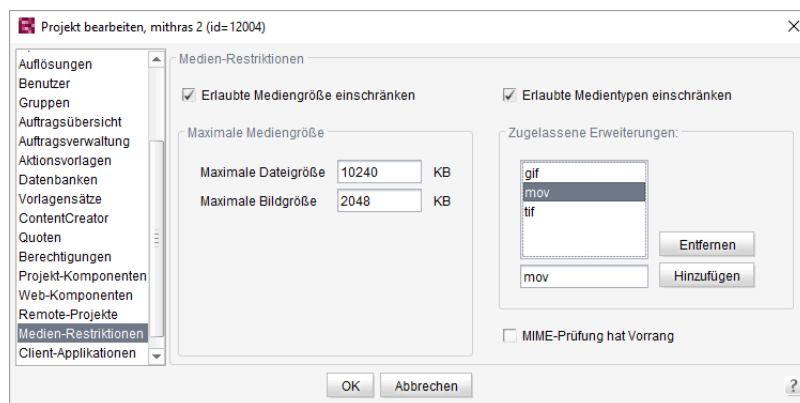 Projekt bearbeiten, mithras 2 (id=12004)
Auflösungen
Benutzer
Gruppen
Auftragsübersicht
Auftragsverwaltung
Aktionsvorlagen
Datenbanken
Vorlagensätze
ContentCreator
Quoten
Berechtigungen
Projekt-Komponenten
Web-Komponenten
Remote-Projekte
Medien-Restriktionen
Client-Applikationen
Medien-Restriktionen
Erlaubte Mediengröße einschränken
Maximale Mediengröße
Maximale Dateigröße 10240 KB
Maximale Bildgröße 2048 KB
Erlaubte Medientypen einschränken
Zugelassene Erweiterungen:
gif
mov
tif
Entfernen
mov Hinzufügen
MIME-Prüfung hat Vorrang
OK Abbrechen
?